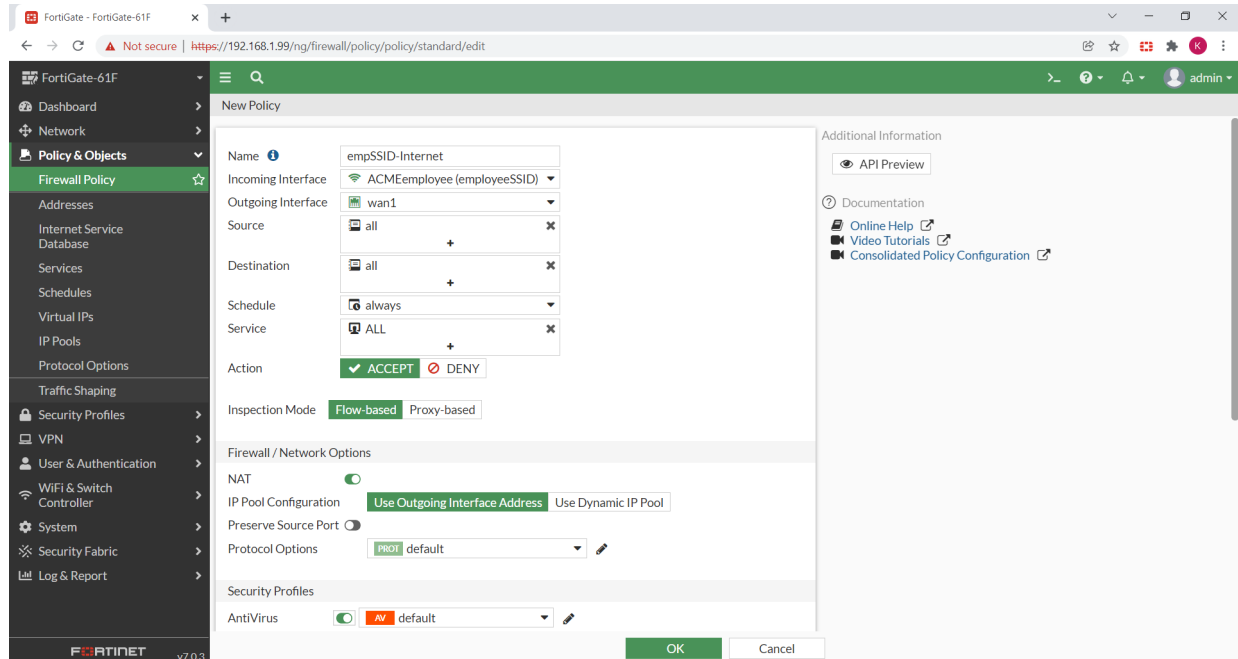 FortiGate - FortiGate-61F
Not secure | https://192.168.1.99/ng/firewall/policy/policy/standard/edit
K
FortiGate-61F
>_
admin
Dashboard
Network
Policy & Objects
Firewall Policy
Addresses
Internet Service
Database
Services
Schedules
Virtual IPs
IP Pools
Protocol Options
Traffic Shaping
Security Profiles
VPN
User & Authentication
WiFi & Switch
Controller
System
Security Fabric
Log & Report
FORTINET v7.0.3
New Policy
Name empSSID-Internet
Incoming Interface ACMEemployee (employeeSSID)
Outgoing Interface wan1
Source all
+
Destination all
+
Schedule always
Service ALL
+
Action ACCEPT DENY
Inspection Mode Flow-based Proxy-based
Firewall / Network Options
NAT
IP Pool Configuration Use Outgoing Interface Address Use Dynamic IP Pool
Preserve Source Port
Protocol Options PROT default
Security Profiles
AntiVirus AV default
OK Cancel
Additional Information
API Preview
Documentation
Online Help
Video Tutorials
Consolidated Policy Configuration